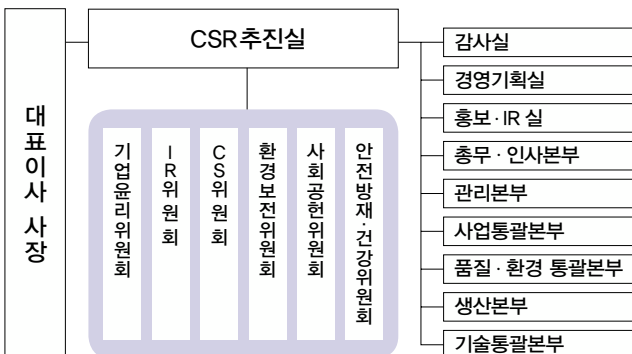 대표이사 사장
CSR추진실
기업윤리위원회
IR위원회
CS위원회
환경보전위원회
사회공헌위원회
안전방재·건강위원회
감사실
경영기획실
홍보·IR 실
총무·인사본부
관리본부
사업통괄본부
품질·환경 통괄본부
생산본부
기술통괄본부